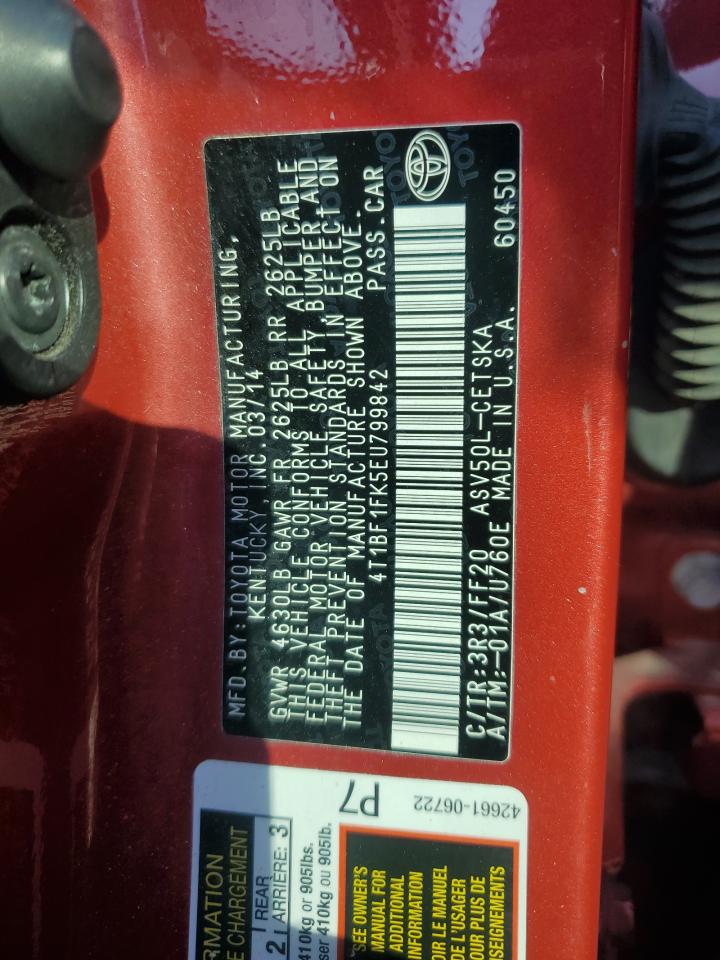 MFD. BY: TOYOTA MOTOR MANUFACTURING,
KENTUCKY INC 03/14
GVWR 4630LB GAWR FR 2625LB RR 2625LB
THIS VEHICLE CONFORMS TO ALL APPLICABLE
FEDERAL MOTOR VEHICLE SAFETY, BUMPER, AND
THEFT PREVENTION STANDARDS IN EFFECT ON
THE DATE OF MANUFACTURE SHOWN ABOVE.
4T1BF1FK5EU799842 PASS. CAR
C/TR:3R3/FF20 ASV50L-CETSKA
A/TM:-01A/U760E MADE IN U.S.A. 60450
P7 42661-06722
RMATION
E CHARGEMENT
2 REAR
ARRIÈRE: 3
410kg or 905lbs.
ser 410kg ou 905lb.
SEE OWNER'S
MANUAL FOR
ADDITIONAL
INFORMATION
OIR LE MANUEL
DE L'USAGER
OUR PLUS DE
SEIGNEMENTS